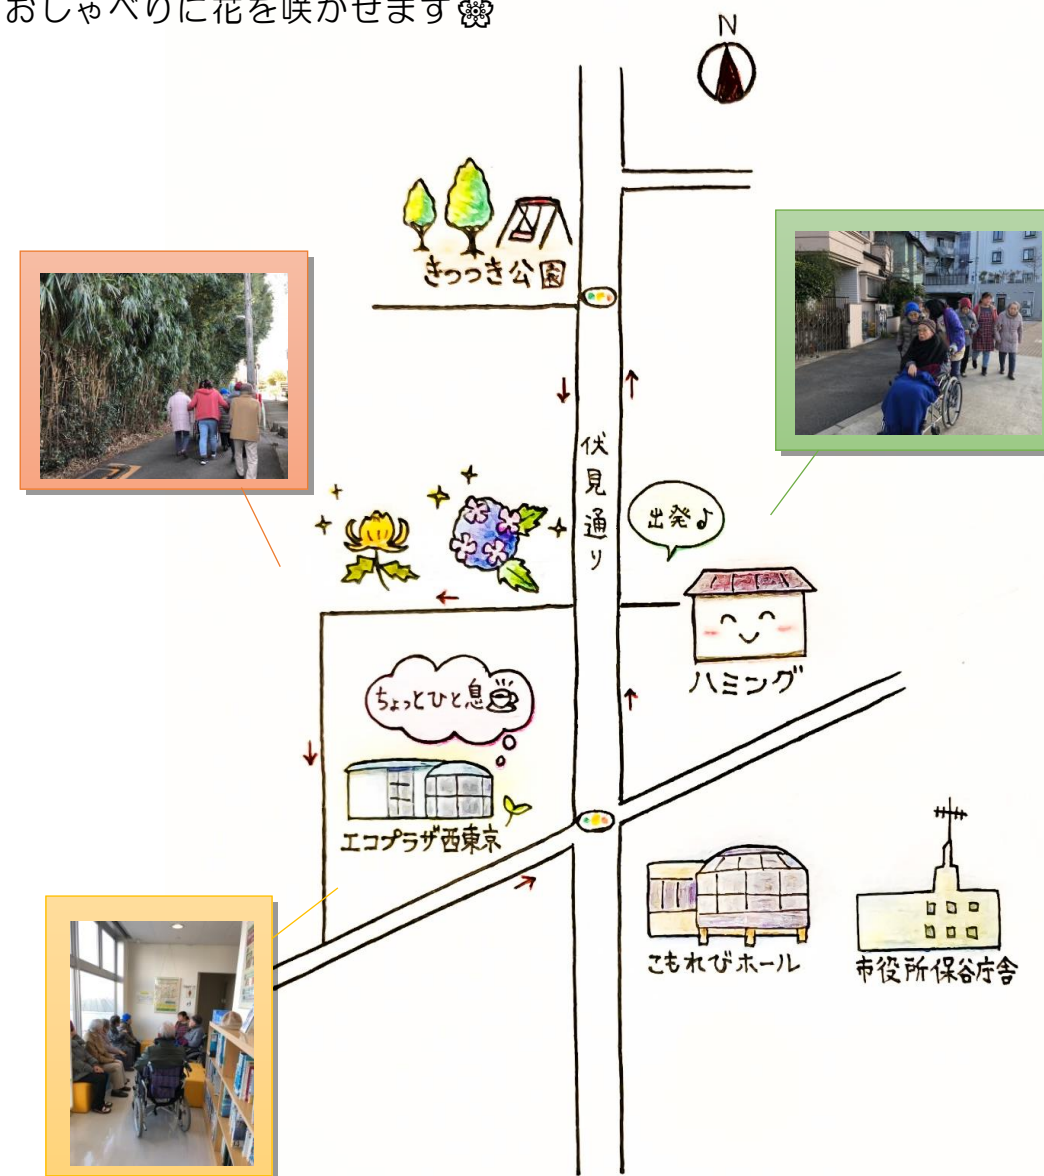 おしゃべりに花を咲かせます🌸
N
きつつき公園
伏見通り
出発♪
ハミング
ちょっとひと息
エコプラザ西東京
こもれびホール
市役所保谷庁舎